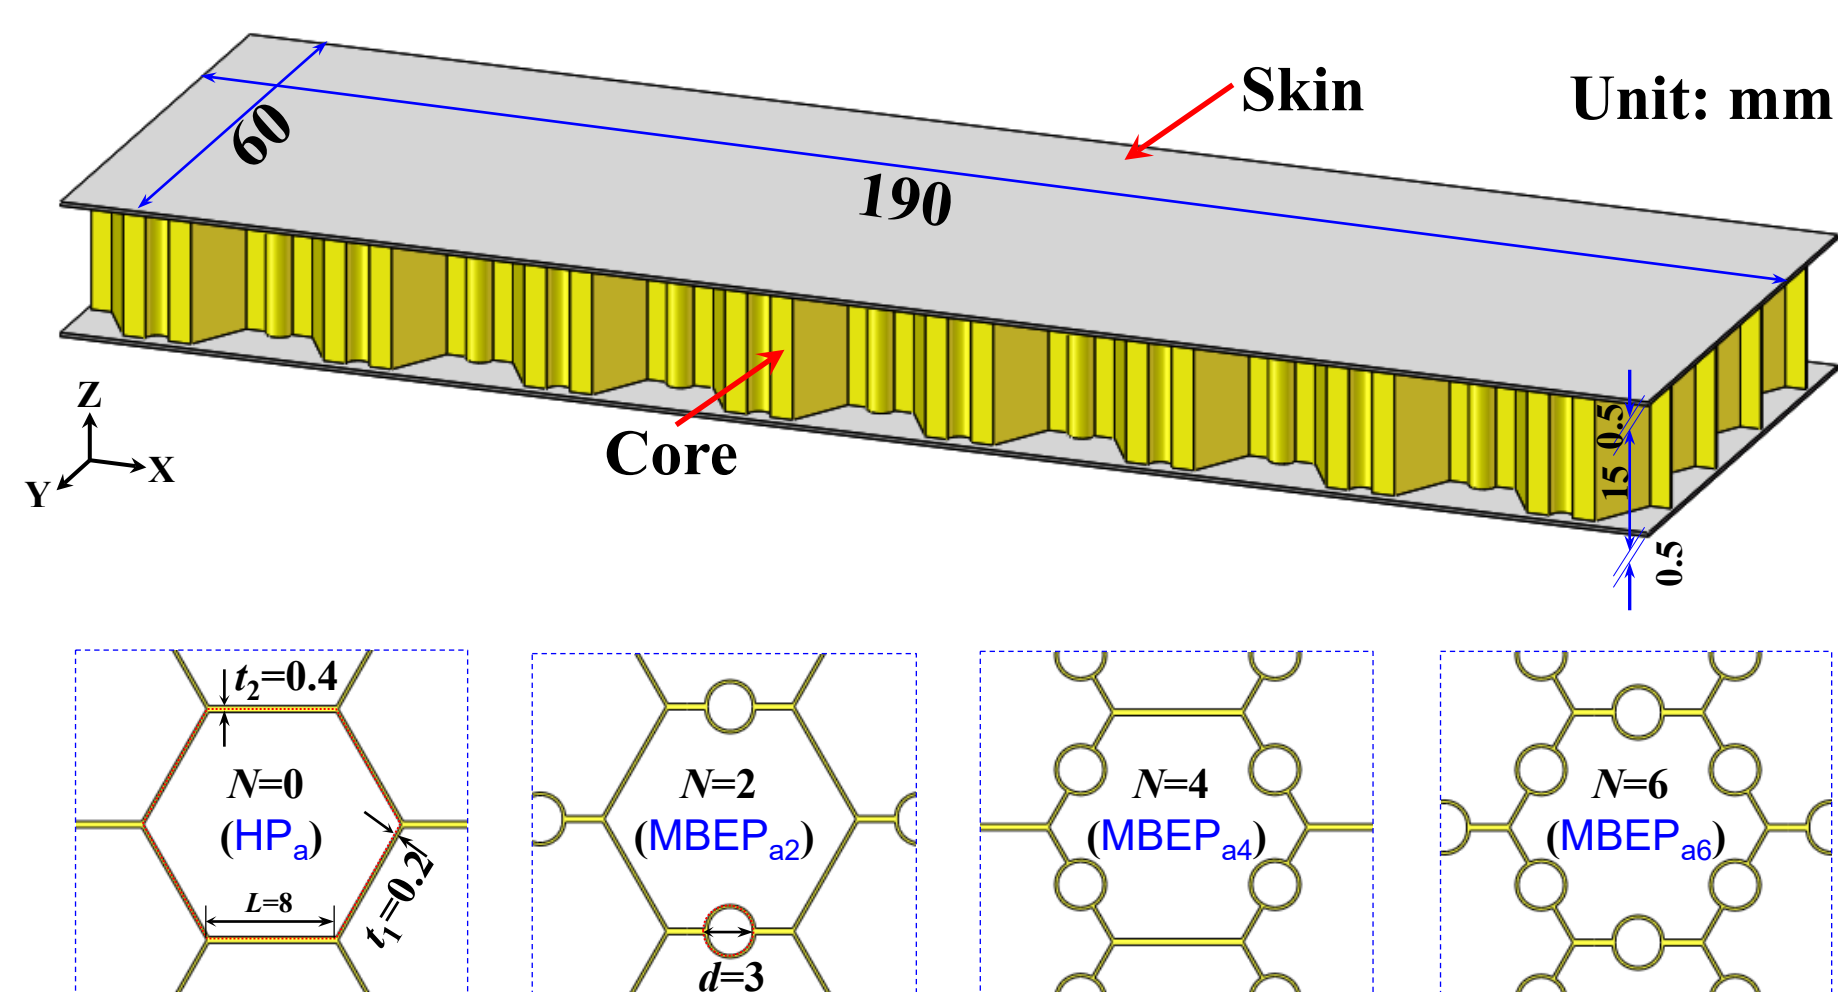 Skin
Unit: mm
60
190
0.5
15
0.5
Core
Z
X
Y
t2=0.4
N=0
(HPa)
L=8
t1=0.2
N=2
(MBEPa2)
d=3
N=4
(MBEPa4)
N=6
(MBEPa6)